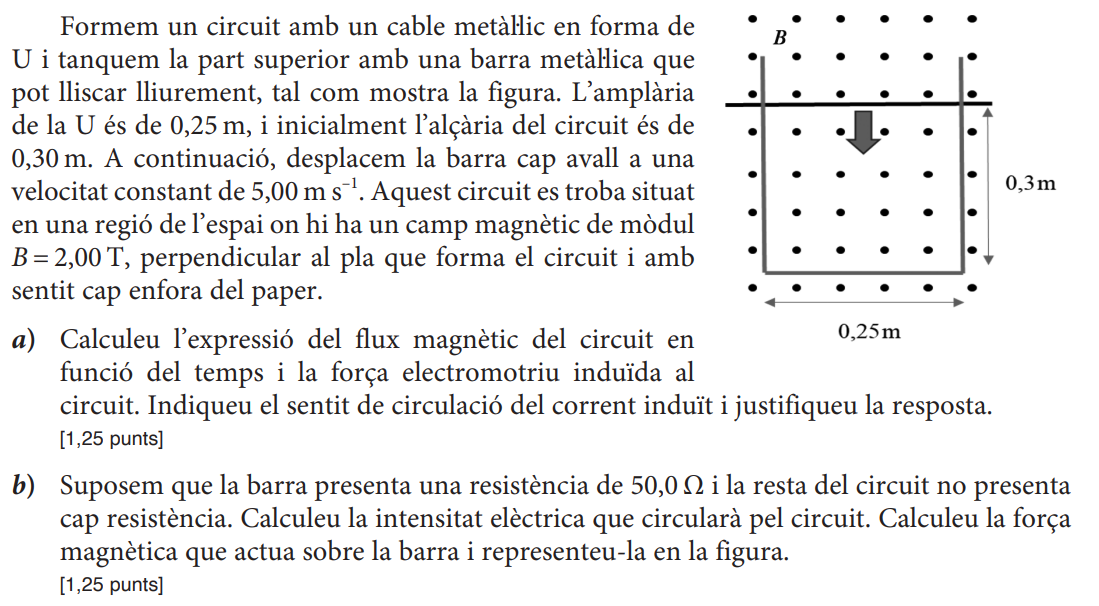 Formem un circuit amb un cable metàl·lic en forma de
U i tanquem la part superior amb una barra metàl·lica que
pot lliscar lliurement, tal com mostra la figura. L’amplària
de la U és de 0,25 m, i inicialment l’alçària del circuit és de
0,30 m. A continuació, desplacem la barra cap avall a una
velocitat constant de 5,00 m s⁻¹. Aquest circuit es troba situat
en una regió de l’espai on hi ha un camp magnètic de mòdul
B = 2,00 T, perpendicular al pla que forma el circuit i amb
sentit cap enfora del paper.
B
0,3 m
0,25 m
a) Calculeu l’expressió del flux magnètic del circuit en
funció del temps i la força electromotriu induïda al
circuit. Indiqueu el sentit de circulació del corrent induït i justifiqueu la resposta.
[1,25 punts]
b) Suposem que la barra presenta una resistència de 50,0 Ω i la resta del circuit no presenta
cap resistència. Calculeu la intensitat elèctrica que circularà pel circuit. Calculeu la força
magnètica que actua sobre la barra i representeu-la en la figura.
[1,25 punts]